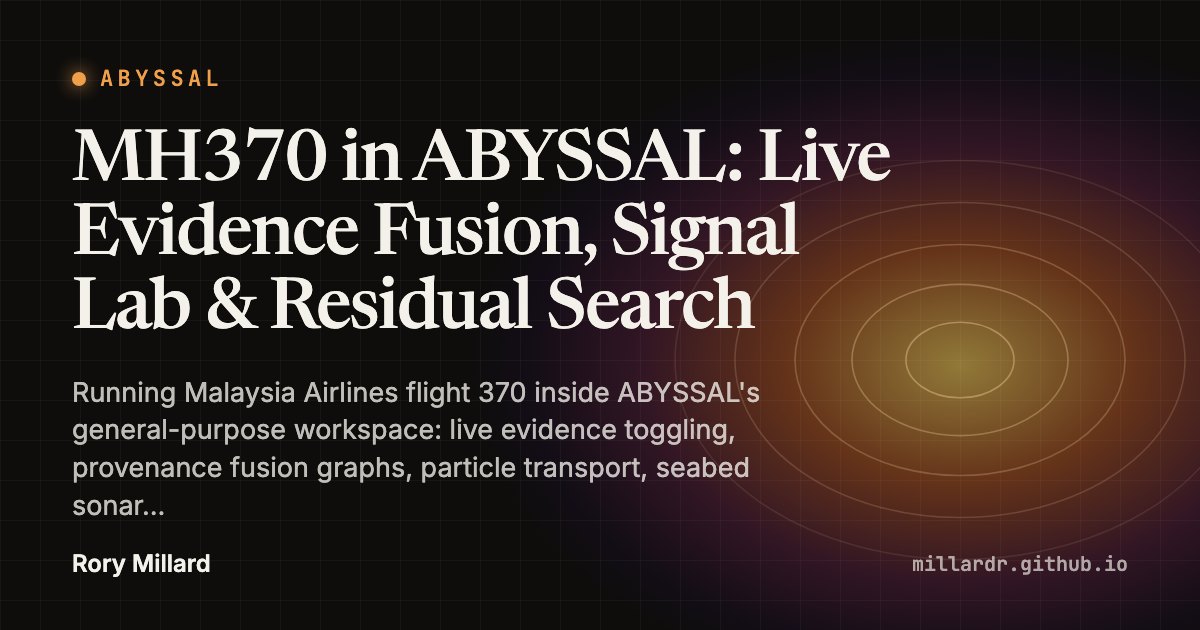 ABYSSAL
MH370 in ABYSSAL: Live
Evidence Fusion, Signal
Lab & Residual Search
Running Malaysia Airlines flight 370 inside ABYSSAL's
general-purpose workspace: live evidence toggling,
provenance fusion graphs, particle transport, seabed
sonar...
Rory Millard
millardr.github.io